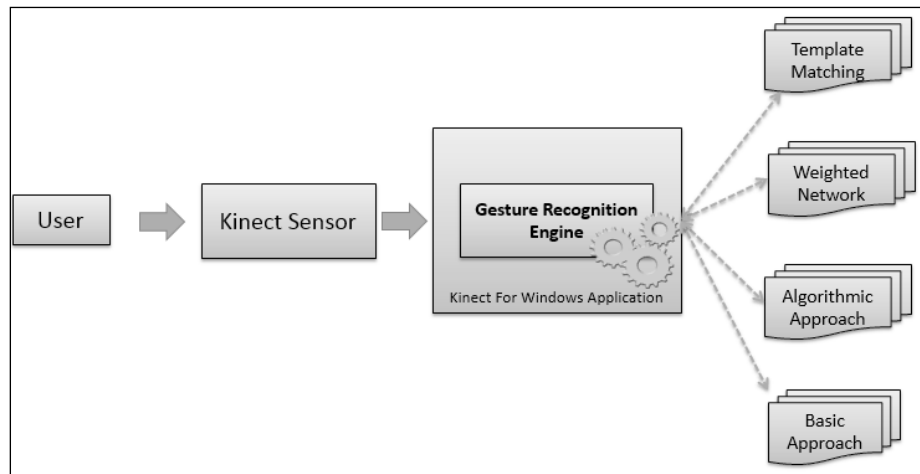 User
Kinect Sensor
Gesture Recognition
Engine
Kinect For Windows Application
Template
Matching
Weighted
Network
Algorithmic
Approach
Basic
Approach